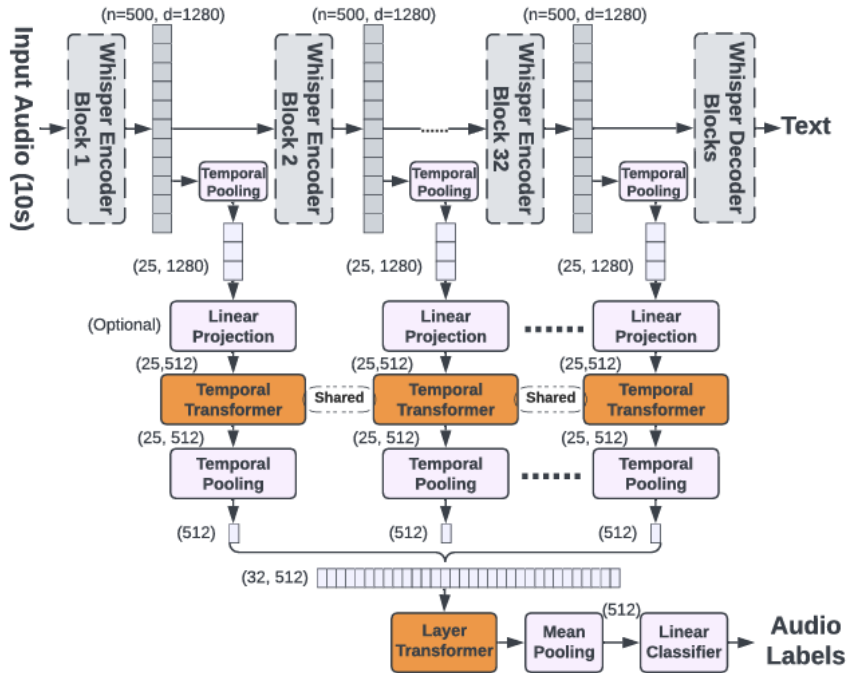 (n=500, d=1280)
(n=500, d=1280)
(n=500, d=1280)
Input Audio (10s)
Whisper Encoder
Block 1
Whisper Encoder
Block 2
Whisper Encoder
Block 32
Whisper Decoder
Blocks
Text
Temporal
Pooling
Temporal
Pooling
Temporal
Pooling
(25, 1280)
(25, 1280)
(25, 1280)
(Optional)
Linear
Projection
Linear
Projection
Linear
Projection
(25,512)
(25,512)
(25,512)
Temporal
Transformer
Shared
Temporal
Transformer
Shared
Temporal
Transformer
(25, 512)
(25, 512)
(25, 512)
Temporal
Pooling
Temporal
Pooling
Temporal
Pooling
(512)
(512)
(512)
(32, 512)
Layer
Transformer
Mean
Pooling
(512)
Linear
Classifier
Audio
Labels